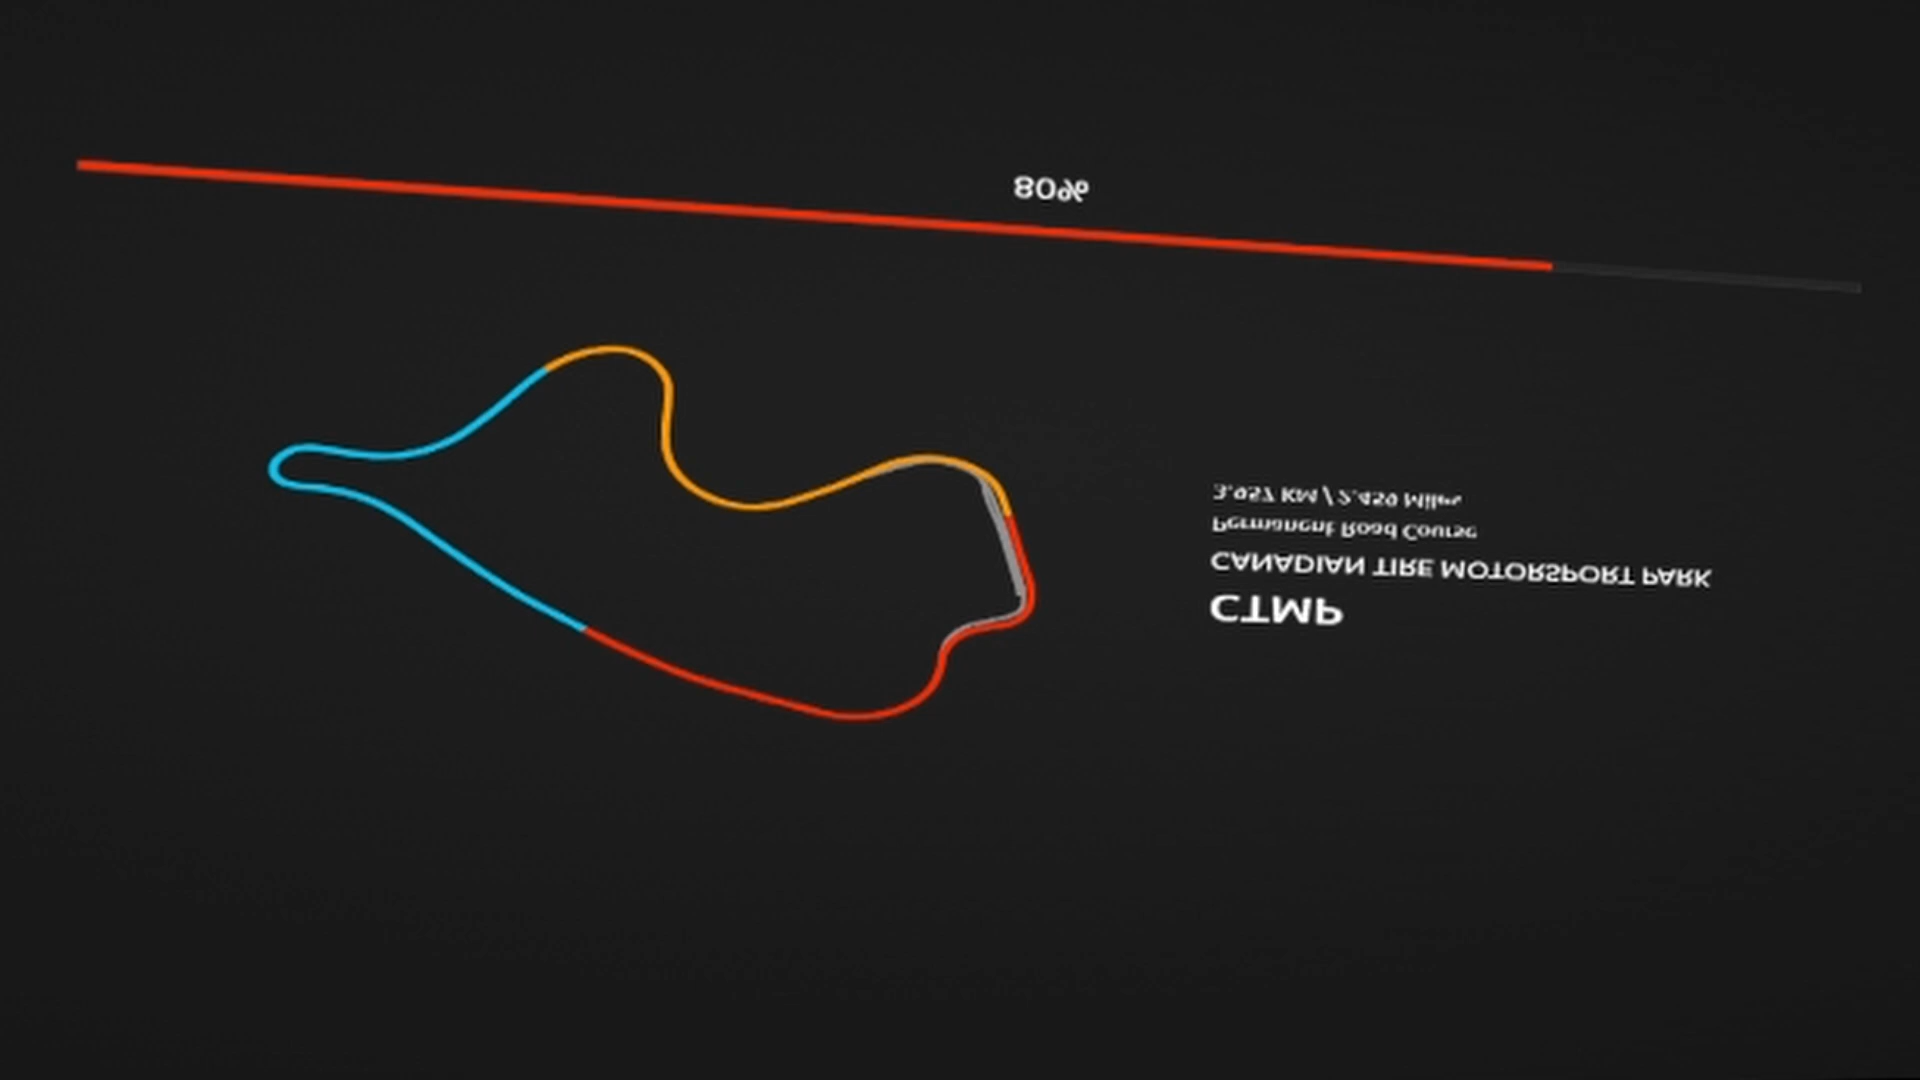 CTMP
CANADIAN TIRE MOTORSPORT PARK
Permanent Road Course
3.957 KM / 2.459 Miles
80%